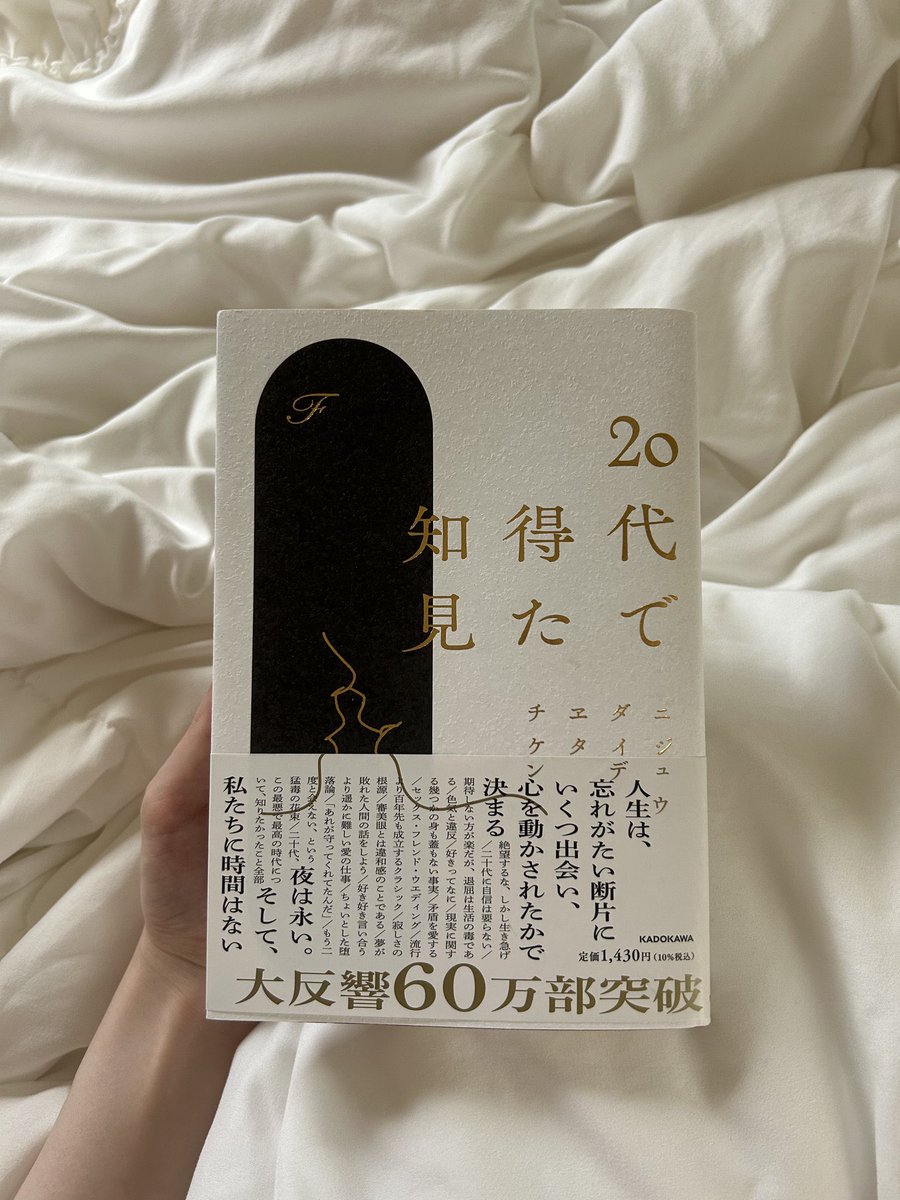 F
20代で
得た
知見
ニジュウ
ダイデ
ヱタ
チケン
人生は、
忘れがたい断片に
いくつ出会い、
心を動かされたかで
決まる
絶望するな、しかし生き急げ
／二十代に自信は要らない／
期待しない方が楽だが、退屈は生活の毒であ
る／色気と違反／好きってなに／現実に関す
る幾つかの身も蓋もない事実／矛盾を愛する
／セックス・フレンド・ウエディング／流行
より百年先も成立するクラシック／寂しさの
根源／審美眼とは違和感のことである／夢が
敗れた人間の話をしよう／好き好き言い合う
より遥かに難しい愛の仕事／ちょいとした堕
落論／「あれが守ってくれてたんだ」／もう二
度と会えない、という
猛毒の花束／二十代、
この最悪で最高の時代につ
いて、知りたかったこと全部
夜は永い。
そして、
私たちに時間はない
KADOKAWA
定価1,430円(10%税込)
大反響60万部突破